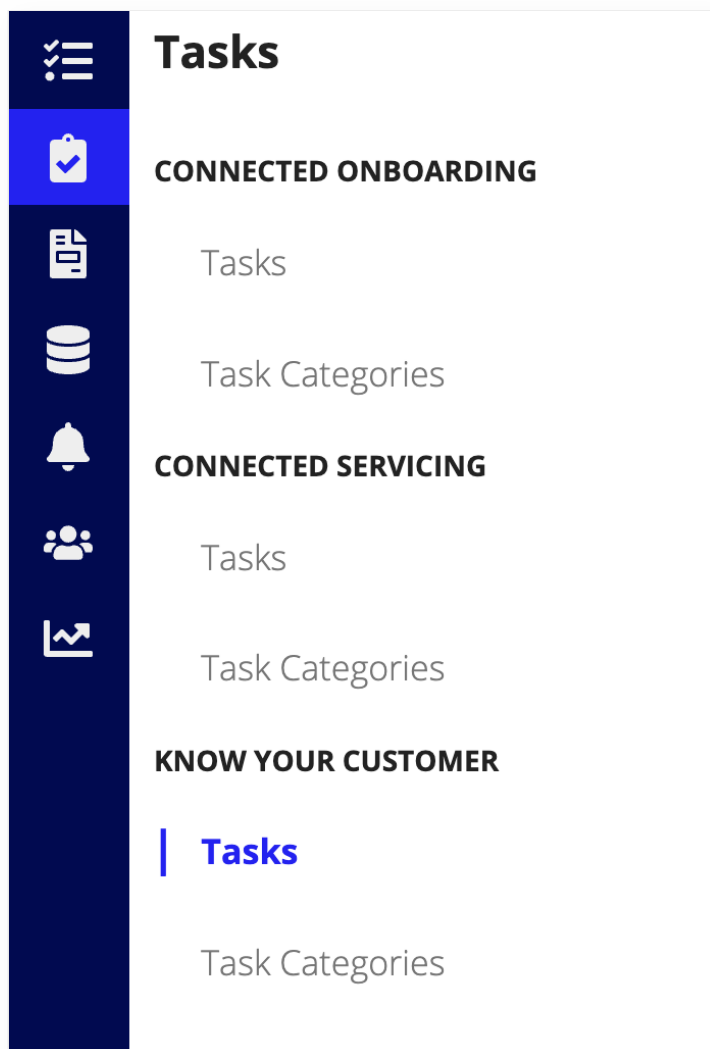 Tasks
CONNECTED ONBOARDING
Tasks
Task Categories
CONNECTED SERVICING
Tasks
Task Categories
KNOW YOUR CUSTOMER
Tasks
Task Categories